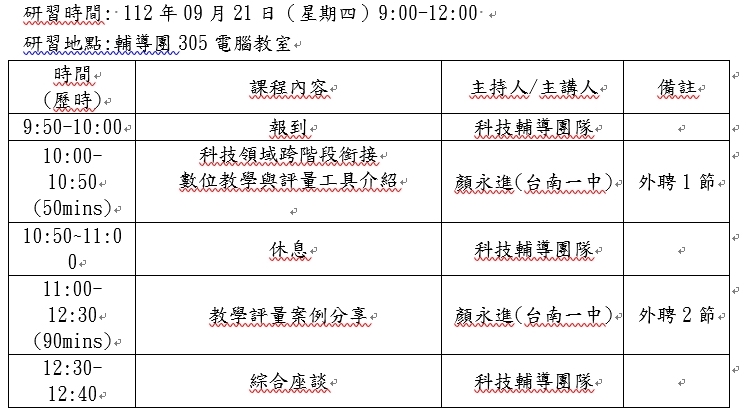 研習時間: 112 年 09 月 21 日（星期四）9:00-12:00
研習地點:輔導團 305 電腦教室
時間
(歷時)
課程內容
主持人/主講人
備註
9:50-10:00
報到
科技輔導團隊
10:00-
10:50
(50mins)
科技領域跨階段銜接
數位教學與評量工具介紹
顏永進(台南一中)
外聘 1 節
10:50~11:0
0
休息
科技輔導團隊
11:00-
12:30
(90mins)
教學評量案例分享
顏永進(台南一中)
外聘 2 節
12:30-
12:40
綜合座談
科技輔導團隊